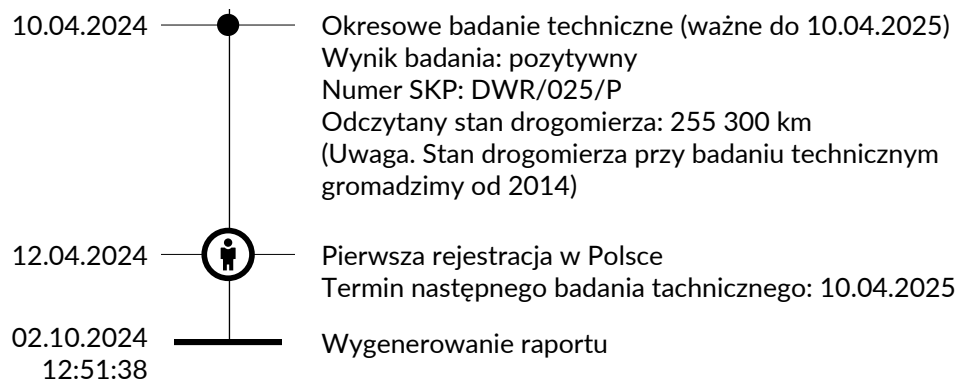 10.04.2024
Okresowe badanie techniczne (ważne do 10.04.2025)
Wynik badania: pozytywny
Numer SKP: DWR/025/P
Odczytany stan drogomierza: 255 300 km
(Uwaga. Stan drogomierza przy badaniu technicznym
gromadzimy od 2014)
12.04.2024
Pierwsza rejestracja w Polsce
Termin następnego badania tachnicznego: 10.04.2025
02.10.2024
12:51:38
Wygenerowanie raportu